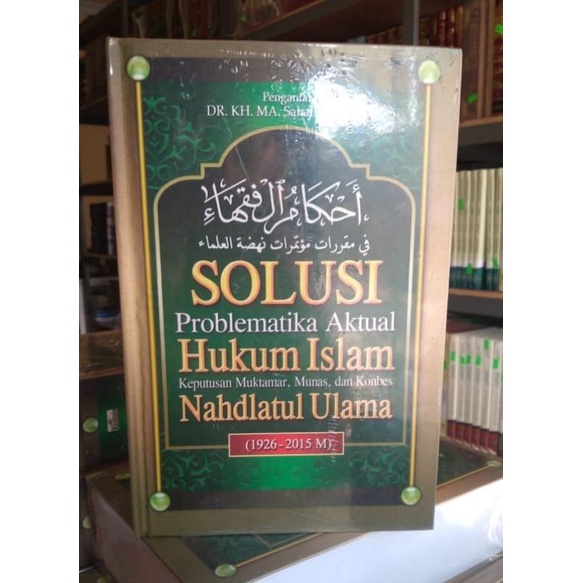 Pengantar
DR. KH. MA. Sahal
أحكام الفقهاء
في مقررات مؤتمرات نهضة العلماء
SOLUSI
Problematika Aktual
Hukum Islam
Keputusan Muktamar, Munas, dan Konbes
Nahdlatul Ulama
(1926-2015 M)